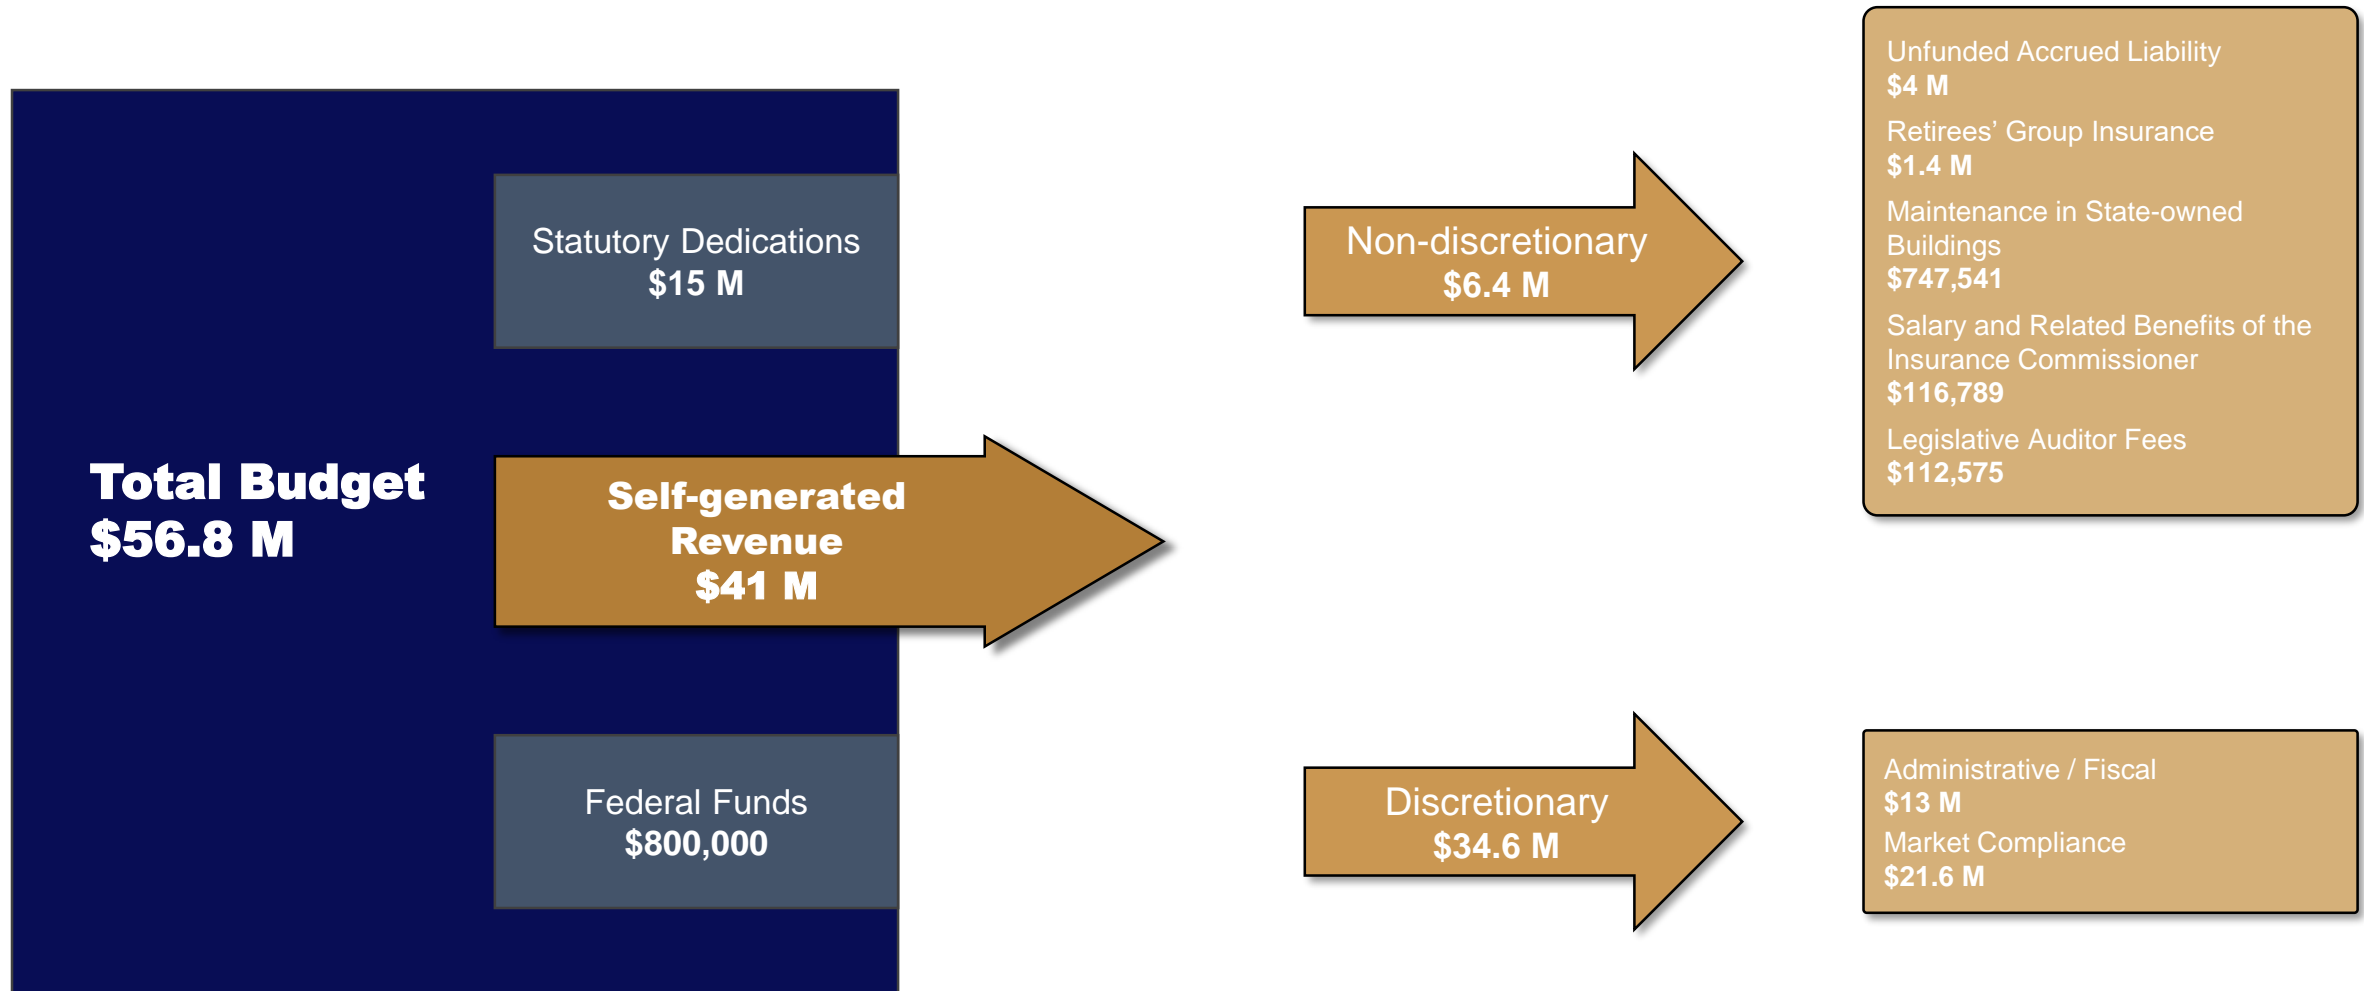 Total Budget
$56.8 M
Statutory Dedications
$15 M
Self-generated
Revenue
$41 M
Federal Funds
$800,000
Non-discretionary
$6.4 M
Unfunded Accrued Liability
$4 M
Retirees’ Group Insurance
$1.4 M
Maintenance in State-owned
Buildings
$747,541
Salary and Related Benefits of the
Insurance Commissioner
$116,789
Legislative Auditor Fees
$112,575
Discretionary
$34.6 M
Administrative / Fiscal
$13 M
Market Compliance
$21.6 M